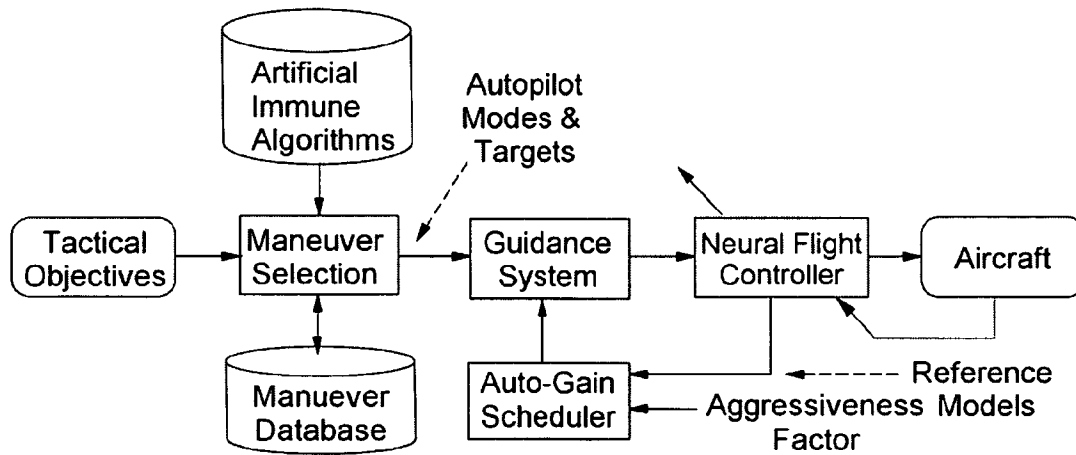 Artificial
Immune
Algorithms
Autopilot
Modes &
Targets
Tactical
Objectives
Maneuver
Selection
Guidance
System
Neural Flight
Controller
Aircraft
Manuever
Database
Auto-Gain
Scheduler
Reference
Models
Aggressiveness
Factor